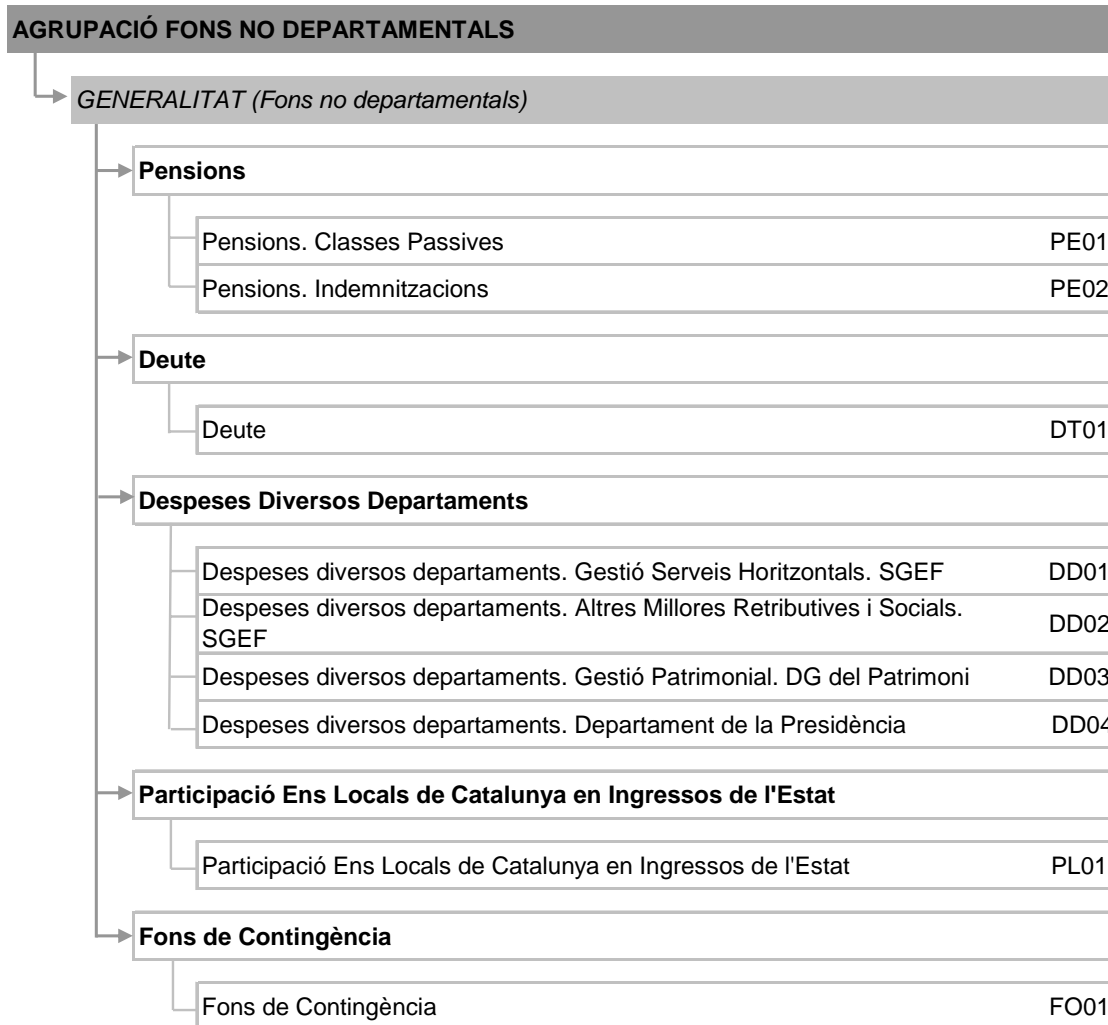 AGRUPACIÓ FONS NO DEPARTAMENTALS
GENERALITAT (Fons no departamentals)
Pensions
Pensions. Classes Passives PE01
Pensions. Indemnitzacions PE02
Deute
Deute DT01
Despeses Diversos Departaments
Despeses diversos departaments. Gestió Serveis Horitzontals. SGEF DD01
Despeses diversos departaments. Altres Millores Retributives i Socials.
SGEF DD02
Despeses diversos departaments. Gestió Patrimonial. DG del Patrimoni DD03
Despeses diversos departaments. Departament de la Presidència DD04
Participació Ens Locals de Catalunya en Ingressos de l'Estat
Participació Ens Locals de Catalunya en Ingressos de l'Estat PL01
Fons de Contingència
Fons de Contingència FO01